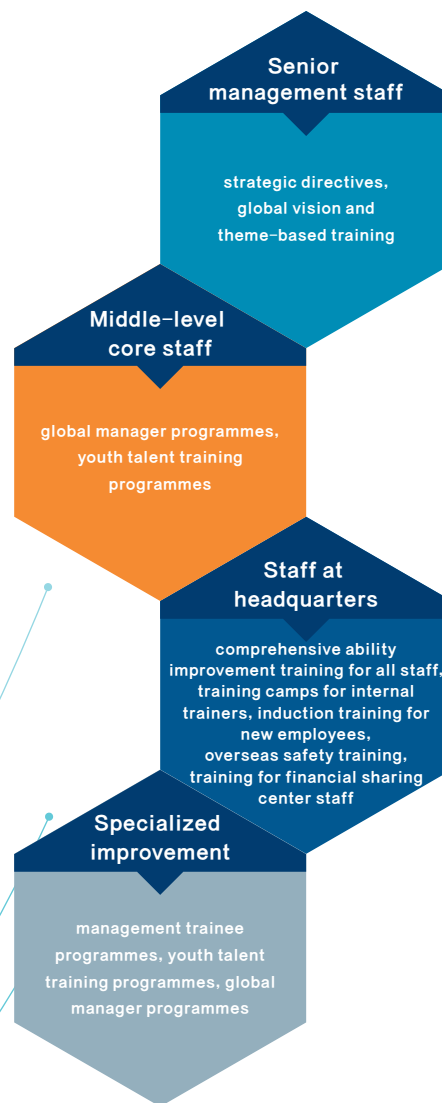 Senior
management staff
strategic directives,
global vision and
theme-based training
Middle-level
core staff
global manager programmes,
youth talent training
programmes
Staff at
headquarters
comprehensive ability
improvement training for all staff,
training camps for internal
trainers, induction training for
new employees,
overseas safety training,
training for financial sharing
center staff
Specialized
improvement
management trainee
programmes, youth talent
training programmes, global
manager programmes